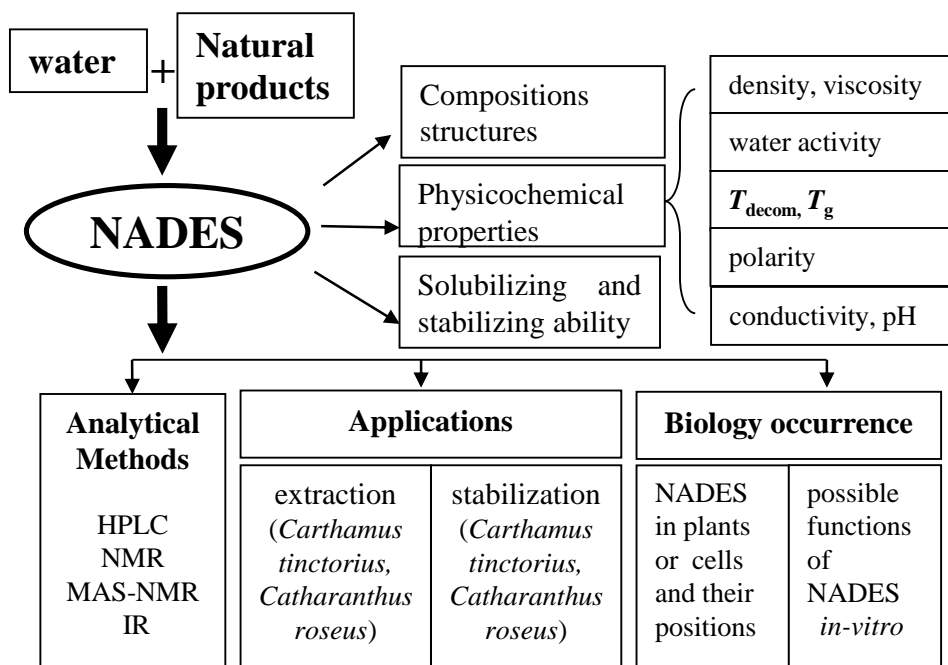 water
+
Natural
products
NADES
Compositions
structures
Physicochemical
properties
Solubilizing and
stabilizing ability
density, viscosity
water activity
Tdecom, Tg
polarity
conductivity, pH
Analytical
Methods
HPLC
NMR
MAS-NMR
IR
Applications
extraction
(Carthamus
tinctorius,
Catharanthus
roseus)
stabilization
(Carthamus
tinctorius,
Catharanthus
roseus)
Biology occurrence
NADES
in plants
or cells
and their
positions
possible
functions
of
NADES
in-vitro